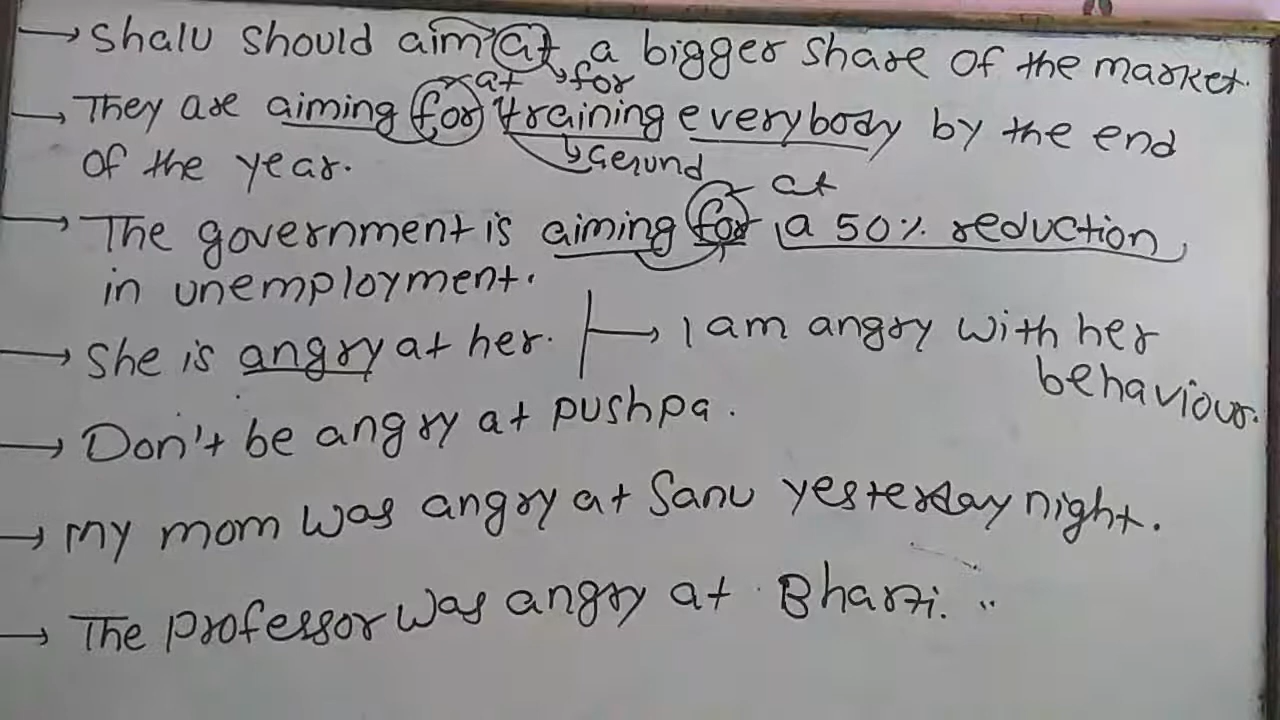 → Shalu should aim at a bigger share of the market.
at for
→ They are aiming for training everybody by the end
Gerund
of the year.
at
→ The government is aiming for a 50% reduction
in unemployment.
→ She is angry at her. → I am angry with her
behaviour.
→ Don't be angry at pushpa.
→ My mom was angry at Sanu yesterday night.
→ The professor was angry at Bharti.